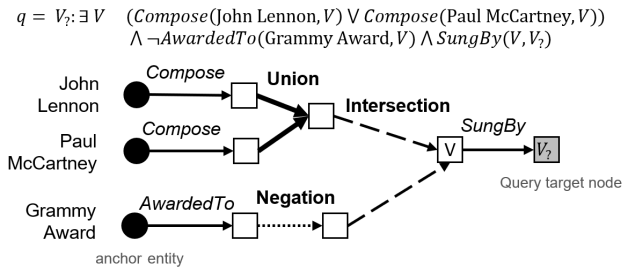 q = V?: ∃ V (Compose(John Lennon, V) ∨ Compose(Paul McCartney, V))
∧ ¬AwardedTo(Grammy Award, V) ∧ SungBy(V, V?)
John
Lennon
Compose
Union
Intersection
Paul
McCartney
Compose
SungBy
V
V?
Query target node
Grammy
Award
AwardedTo
Negation
anchor entity